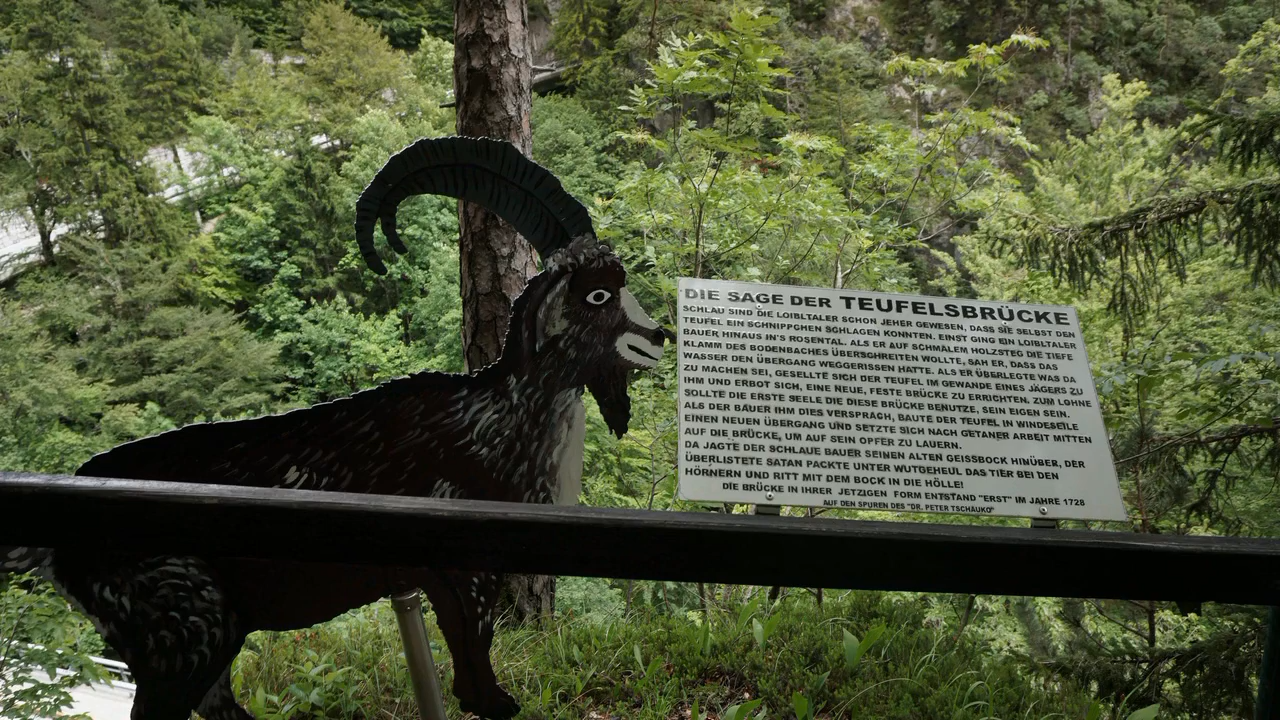 DIE SAGE DER TEUFELSBRÜCKE
SCHLAU SIND DIE LOIBLTALER SCHON JEHER GEWESEN, DASS SIE SELBST DEN
TEUFEL EIN SCHNIPPCHEN SCHLAGEN KONNTEN. EINST GING EIN LOIBLTALER
BAUER HINAUS IN'S ROSENTAL. ALS ER AUF SCHMALEM HOLZSTEG DIE TIEFE
KLAMM DES BODENBACHES ÜBERSCHREITEN WOLLTE, SAH ER, DASS DAS
WASSER DEN ÜBERGANG WEGGERISSEN HATTE. ALS ER ÜBERLEGTE WAS DA
ZU MACHEN SEI, GESELLTE SICH DER TEUFEL IM GEWANDE EINES JÄGERS ZU
IHM UND ERBOT SICH, EINE NEUE, FESTE BRÜCKE ZU ERRICHTEN. ZUM LOHNE
SOLLTE DIE ERSTE SEELE DIE DIESE BRÜCKE BENUTZE, SEIN EIGEN SEIN.
ALS DER BAUER IHM DIES VERSPRACH, BAUTE DER TEUFEL IN WINDESEILE
EINEN NEUEN ÜBERGANG UND SETZTE SICH NACH GETANER ARBEIT MITTEN
AUF DIE BRÜCKE, UM AUF SEIN OPFER ZU LAUERN.
DA JAGTE DER SCHLAUE BAUER SEINEN ALTEN GEISSBOCK HINÜBER, DER
ÜBERLISTETE SATAN PACKTE UNTER WUTGEHEUL DAS TIER BEI DEN
HÖRNERN UND RITT MIT DEM BOCK IN DIE HÖLLE!
DIE BRÜCKE IN IHRER JETZIGEN FORM ENTSTAND "ERST" IM JAHRE 1728
AUF DEN SPUREN DES "DR. PETER TSCHAUKO"